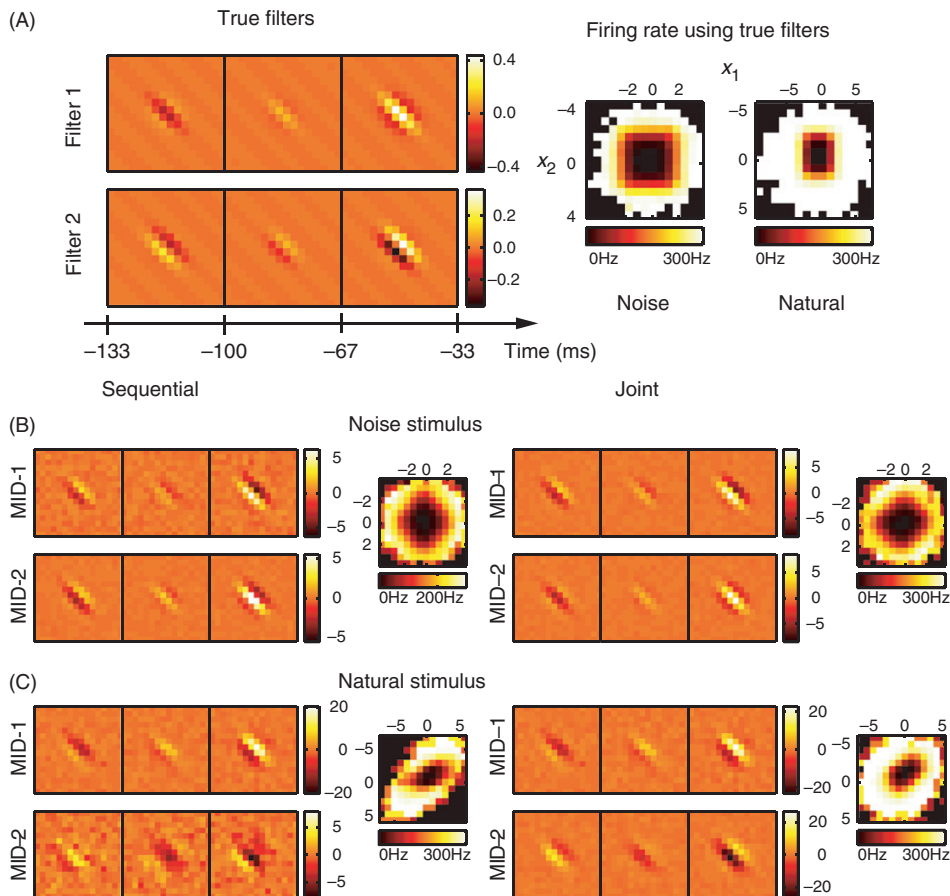 (A)
True filters
Firing rate using true filters
Filter 1
0.4
0.0
−0.4
Filter 2
0.2
0.0
−0.2
−133
−100
−67
−33
Time (ms)
x1
−2 0 2
−4
x2 0
4
0Hz 300Hz
Noise
−5 0 5
−5
0
5
0Hz 300Hz
Natural
Sequential
Joint
(B)
Noise stimulus
MID-1
5
0
−5
MID-2
5
0
−5
−2 0 2
−2
0
2
0Hz 200Hz
MID–1
5
0
−5
MID–2
5
0
−5
−2 0 2
−2
0
2
0Hz 300Hz
(C)
Natural stimulus
MID-1
20
0
−20
MID-2
5
0
−5
−5 0 5
−5
0
5
0Hz 300Hz
MID–1
20
0
−20
MID-2
20
0
−20
−5 0 5
−5
0
5
0Hz 300Hz